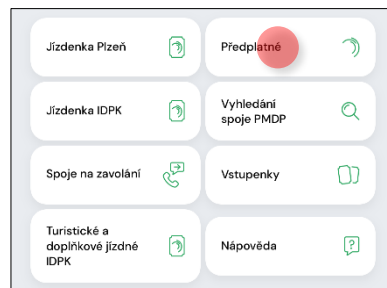 Jízdenka Plzeň
Předplatné
Jízdenka IDPK
Vyhledání
spoje PMDP
Spoje na zavolání
Vstupenky
Turistické a
doplňkové jízdné
IDPK
Nápověda